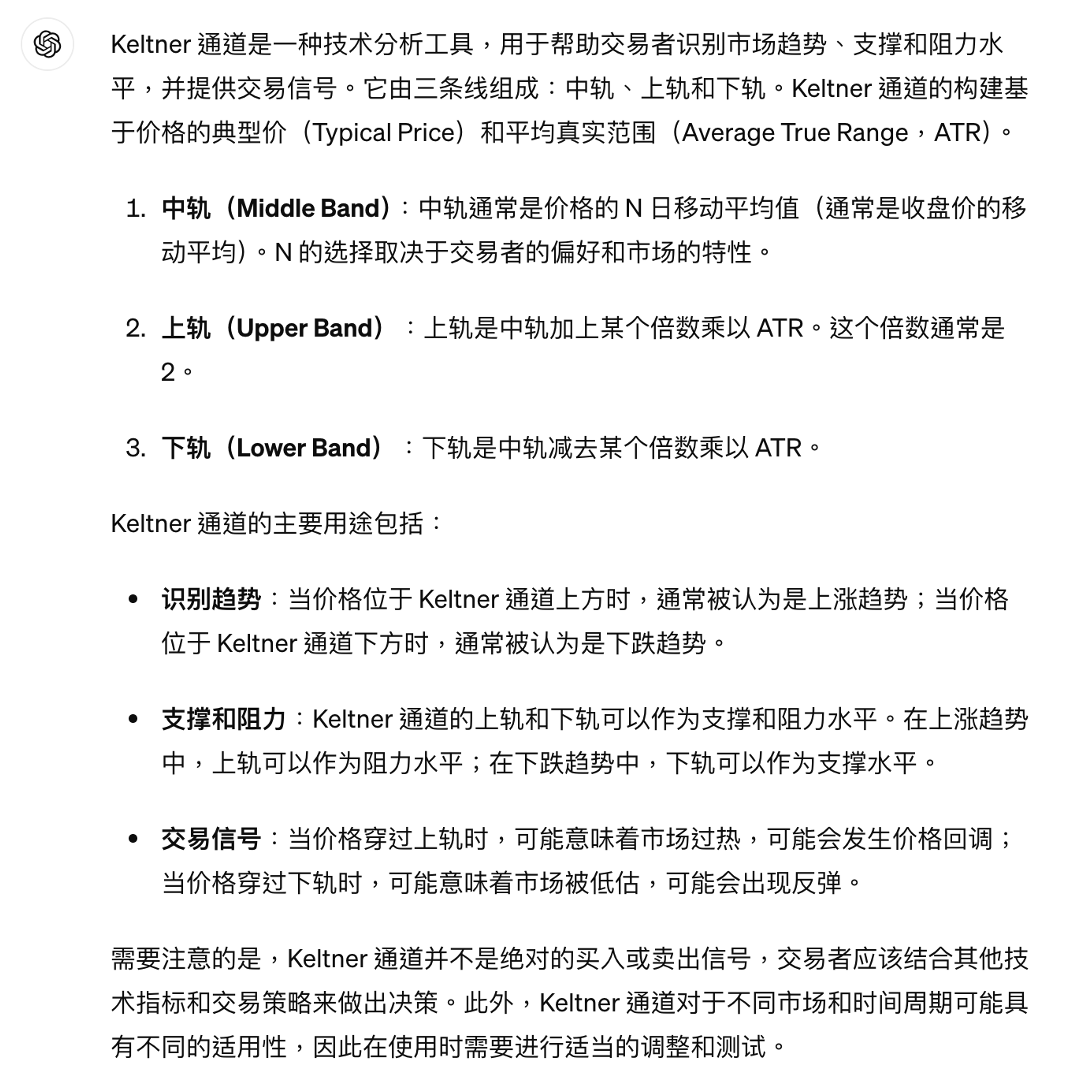 Keltner 通道是一种技术分析工具，用于帮助交易者识别市场趋势、支撑和阻力水
平，并提供交易信号。它由三条线组成：中轨、上轨和下轨。Keltner 通道的构建基
于价格的典型价（Typical Price）和平均真实范围（Average True Range，ATR）。
1. 中轨（Middle Band）：中轨通常是价格的 N 日移动平均值（通常是收盘价的移
动平均）。N 的选择取决于交易者的偏好和市场的特性。
2. 上轨（Upper Band）：上轨是中轨加上某个倍数乘以 ATR。这个倍数通常是
2。
3. 下轨（Lower Band）：下轨是中轨减去某个倍数乘以 ATR。
Keltner 通道的主要用途包括：
• 识别趋势：当价格位于 Keltner 通道上方时，通常被认为是上涨趋势；当价格
位于 Keltner 通道下方时，通常被认为是下跌趋势。
• 支撑和阻力：Keltner 通道的上轨和下轨可以作为支撑和阻力水平。在上涨趋势
中，上轨可以作为阻力水平；在下跌趋势中，下轨可以作为支撑水平。
• 交易信号：当价格穿过上轨时，可能意味着市场过热，可能会发生价格回调；
当价格穿过下轨时，可能意味着市场被低估，可能会出现反弹。
需要注意的是，Keltner 通道并不是绝对的买入或卖出信号，交易者应该结合其他技
术指标和交易策略来做出决策。此外，Keltner 通道对于不同市场和时间周期可能具
有不同的适用性，因此在使用时需要进行适当的调整和测试。